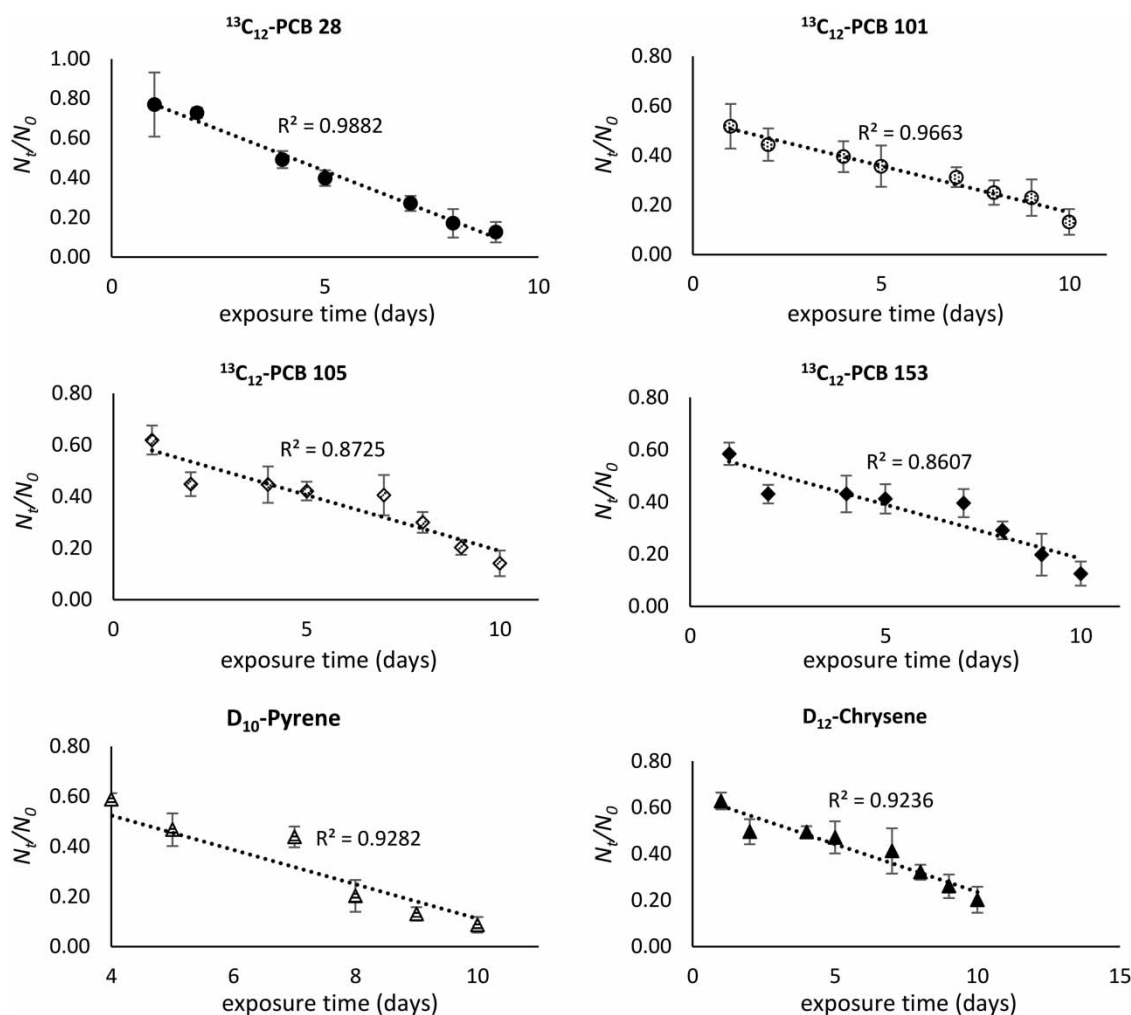 ¹³C₁₂-PCB 28
1.00
0.80
0.60
0.40
0.20
0.00
Nₜ/N₀
R² = 0.9882
0 5 10
exposure time (days)
¹³C₁₂-PCB 101
0.80
0.60
0.40
0.20
0.00
Nₜ/N₀
R² = 0.9663
0 5 10
exposure time (days)
¹³C₁₂-PCB 105
0.80
0.60
0.40
0.20
0.00
Nₜ/N₀
R² = 0.8725
0 5 10
exposure time (days)
¹³C₁₂-PCB 153
0.80
0.60
0.40
0.20
0.00
Nₜ/N₀
R² = 0.8607
0 5 10
exposure time (days)
D₁₀-Pyrene
0.80
0.60
0.40
0.20
0.00
Nₜ/N₀
R² = 0.9282
4 6 8 10
exposure time (days)
D₁₂-Chrysene
0.80
0.60
0.40
0.20
0.00
Nₜ/N₀
R² = 0.9236
0 5 10 15
exposure time (days)